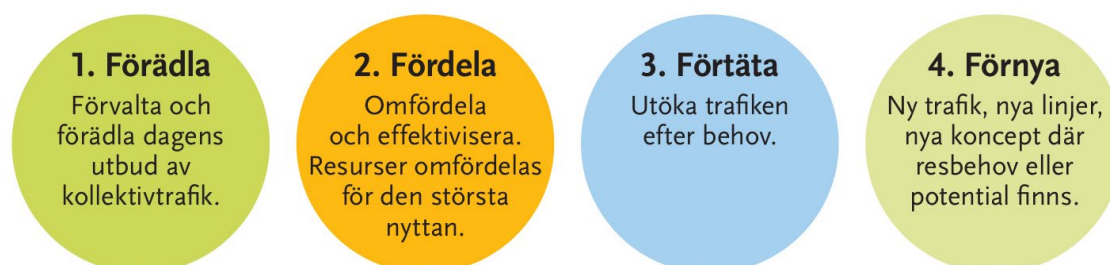 1. Förädla
Förvalta och
förädla dagens
utbud av
kollektivtrafik.
2. Fördela
Omfördela
och effektivisera.
Resurser omfördelas
för den största
nyttan.
3. Förtäta
Utöka trafiken
efter behov.
4. Förnya
Ny trafik, nya linjer,
nya koncept där
resbehov eller
potential finns.